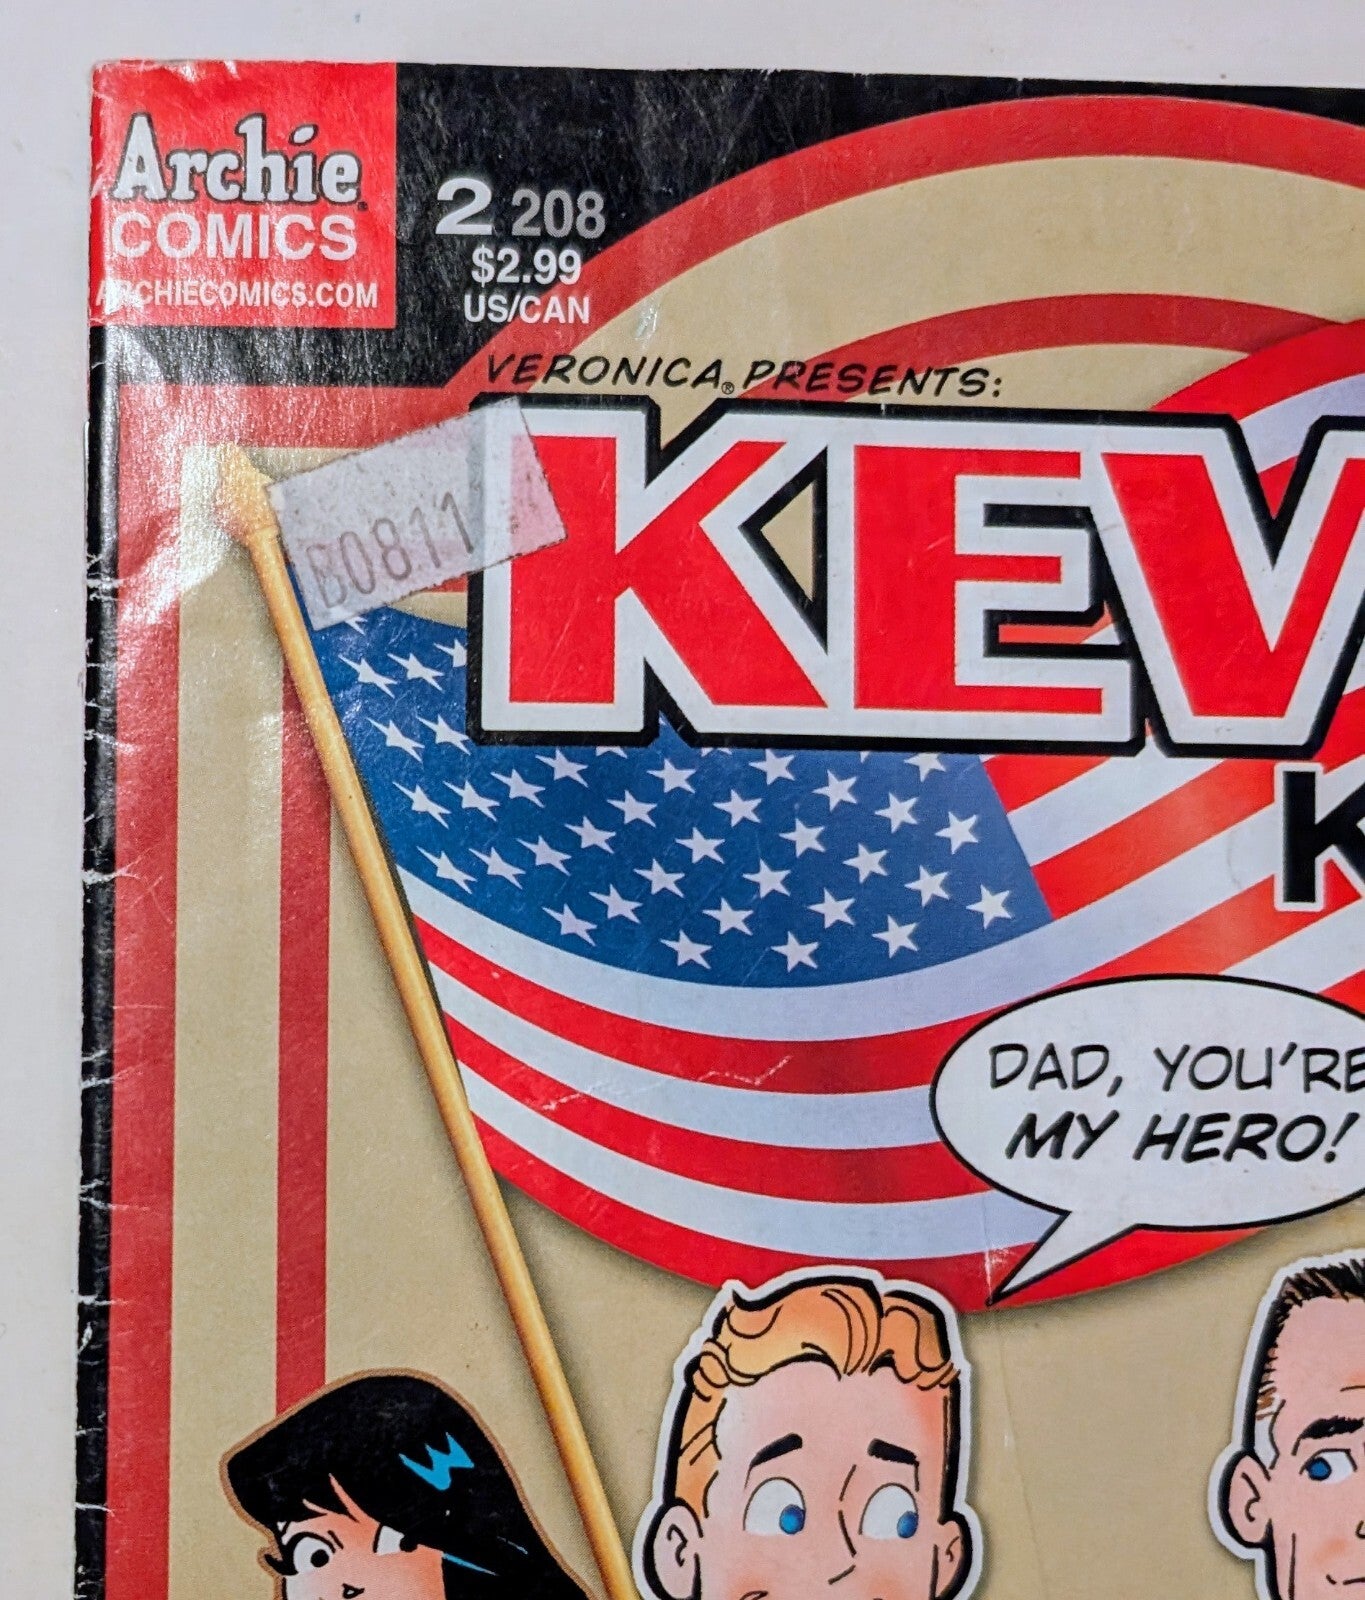 Archie
COMICS
ARCHIECOMICS.COM
2 208
$2.99
US/CAN
VERONICA® PRESENTS:
KEV
K
B0811
DAD, YOU'RE
MY HERO!